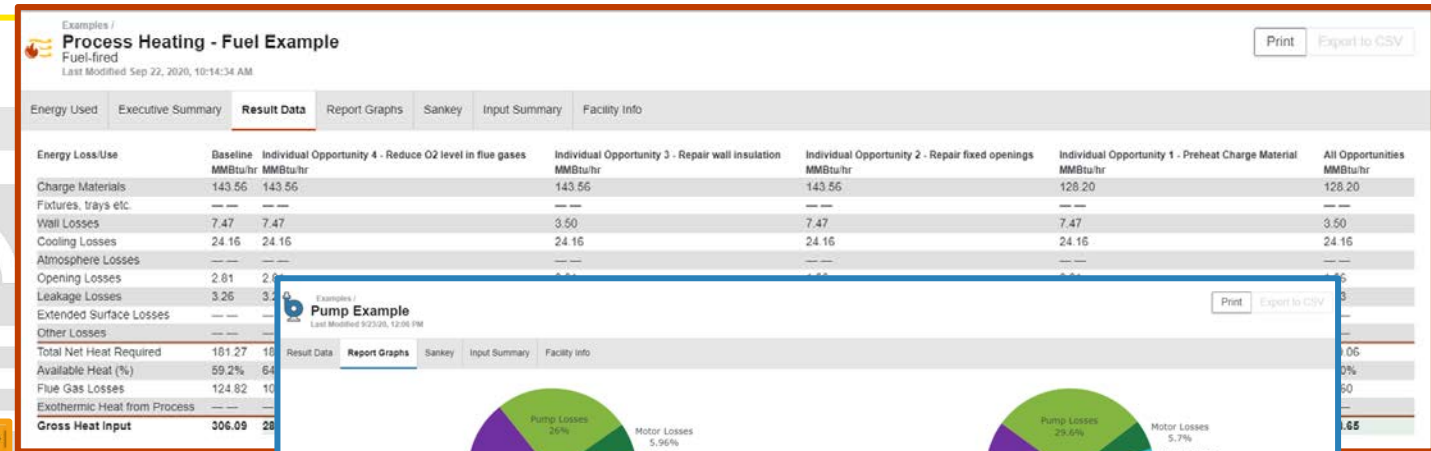 Examples /
Process Heating - Fuel Example
Fuel-fired
Last Modified Sep 22, 2020, 10:14:34 AM
Print Export to CSV
Energy Used Executive Summary Result Data Report Graphs Sankey Input Summary Facility Info
Energy Loss/Use Baseline Individual Opportunity 4 - Reduce O2 level in flue gases Individual Opportunity 3 - Repair wall insulation Individual Opportunity 2 - Repair fixed openings Individual Opportunity 1 - Preheat Charge Material All Opportunities
MMBtu/hr MMBtu/hr MMBtu/hr MMBtu/hr MMBtu/hr MMBtu/hr
Charge Materials 143.56 143.56 143.56 143.56 128.20 128.20
Fixtures, trays etc. — — — — — — — — — — — —
Wall Losses 7.47 7.47 3.50 7.47 7.47 3.50
Cooling Losses 24.16 24.16 24.16 24.16 24.16 24.16
Atmosphere Losses — — — — — — — — — — — —
Opening Losses 2.81
Leakage Losses 3.26
Extended Surface Losses — —
Other Losses — —
Total Net Heat Required 181.27 18 .06
Available Heat (%) 59.2% 64 0%
Flue Gas Losses 124.82 10 60
Exothermic Heat from Process — —
Gross Heat Input 306.09 28 .65
Examples /
Pump Example
Last Modified 9/23/20, 12:06 PM
Print Export to CSV
Result Data Report Graphs Sankey Input Summary Facility Info
Pump Losses
26%
Motor Losses
5.96%
Pump Losses
29.6%
Motor Losses
5.7%